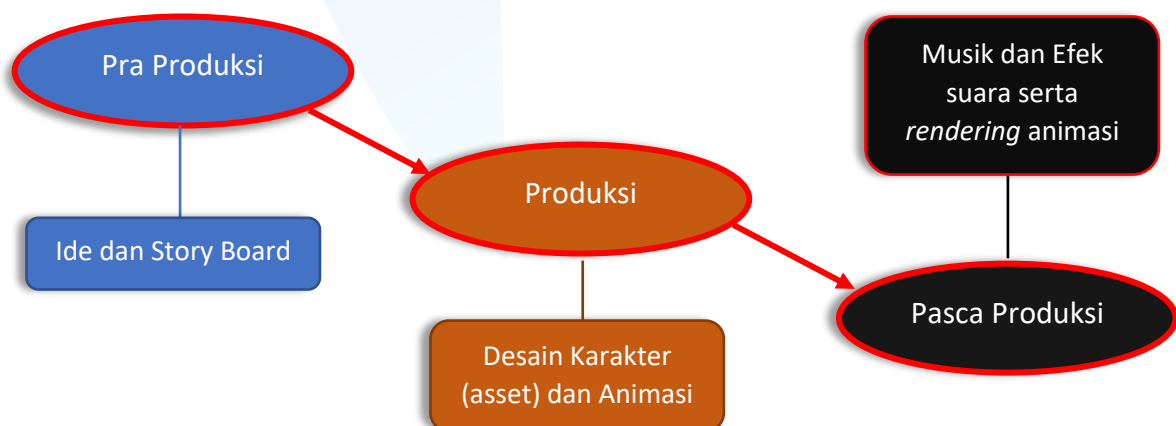 Pra Produksi
Ide dan Story Board
Produksi
Desain Karakter
(asset) dan Animasi
Musik dan Efek
suara serta
rendering animasi
Pasca Produksi